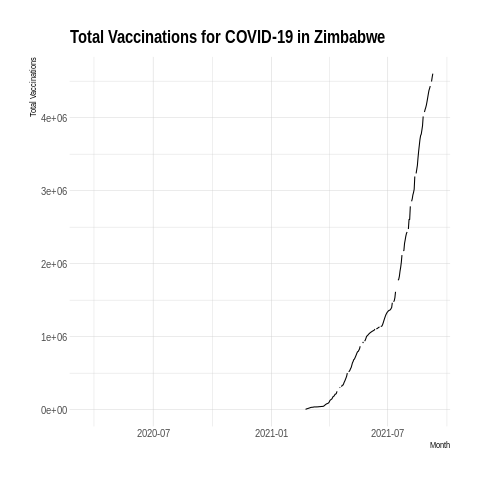 Total Vaccinations for COVID-19 in Zimbabwe
Total Vaccinations
4e+06
3e+06
2e+06
1e+06
0e+00
2020-07 2021-01 2021-07
Month